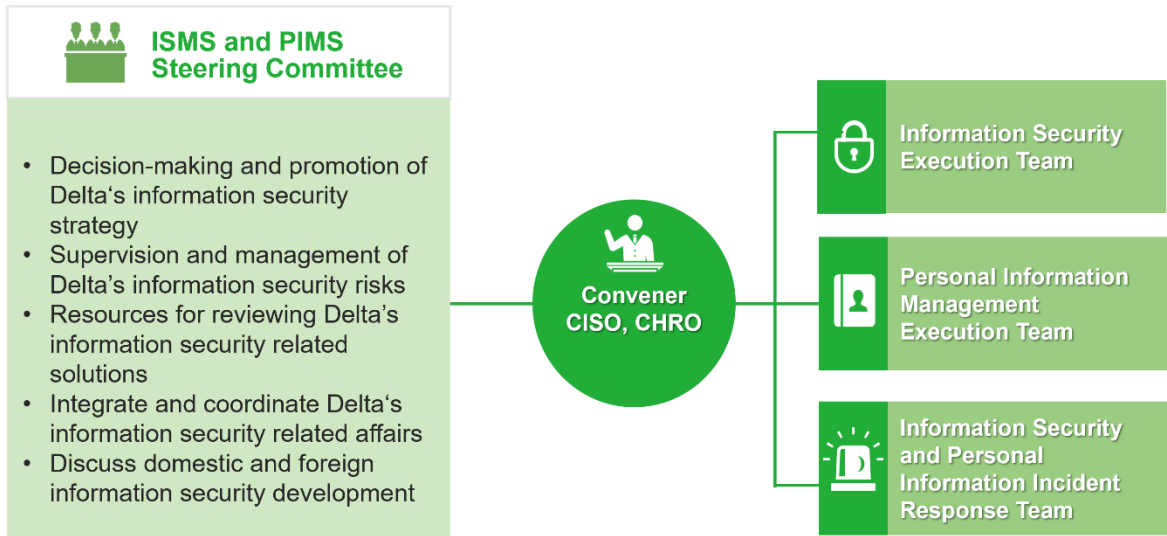 ISMS and PIMS
Steering Committee
• Decision-making and promotion of
Delta‘s information security
strategy
• Supervision and management of
Delta’s information security risks
• Resources for reviewing Delta’s
information security related
solutions
• Integrate and coordinate Delta‘s
information security related affairs
• Discuss domestic and foreign
information security development
Convener
CISO, CHRO
Information Security
Execution Team
Personal Information
Management
Execution Team
Information Security
and Personal
Information Incident
Response Team